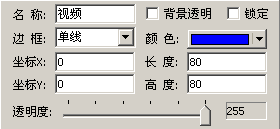 名 称: 视频 背景透明 锁定
边 框: 单线 颜 色:
坐标X: 0 长 度: 80
坐标Y: 0 高 度: 80
透明度: 255